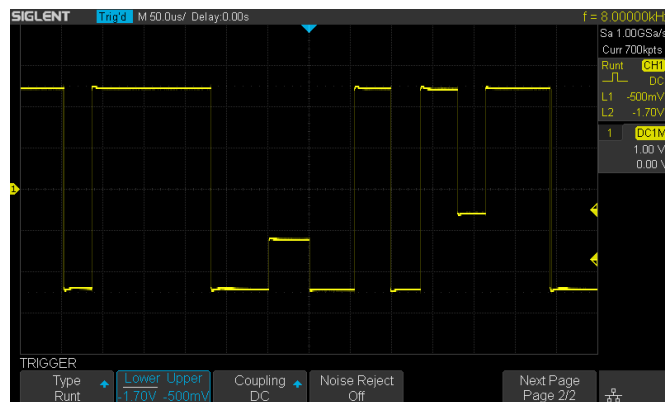 SIGLENT Trig'd M 50.0us/ Delay:0.00s f = 8.00000kHz
Sa 1.00GSa/s
Curr 700kpts
Runt CH1
DC
L1 -500mV
L2 -1.70V
1 DC1M
1.00 V
0.00 V
1
TRIGGER
Type Lower Upper Coupling Noise Reject Next Page
Runt -1.70V -500mV DC Off Page 2/2